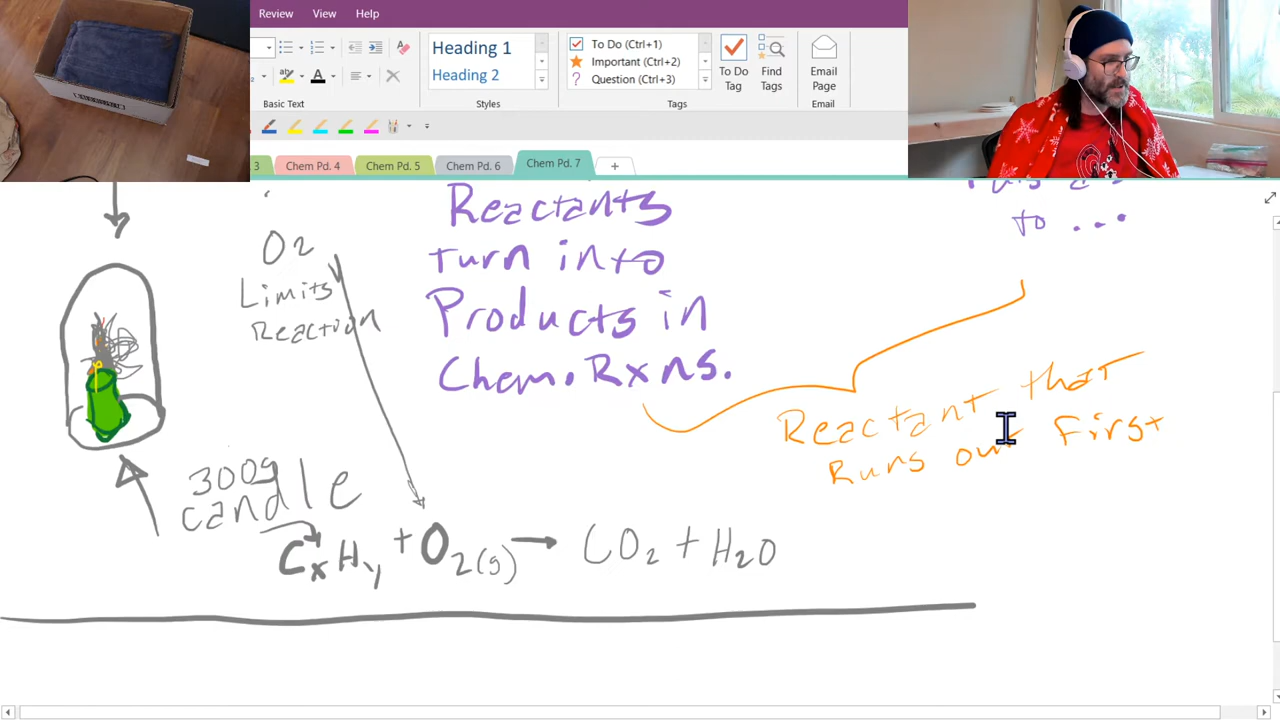 Review View Help
Heading 1
Heading 2
To Do (Ctrl+1)
Important (Ctrl+2)
Question (Ctrl+3)
To Do
Tag
Find
Tags
Email
Page
Basic Text
Styles
Tags
Email
3
Chem Pd. 4
Chem Pd. 5
Chem Pd. 6
Chem Pd. 7
to ...
O2
Limits
Reaction
Reactants
turn into
Products in
Chem. Rxns.
Reactant that
Runs out First
300g
candle
CxHy + O2(g) → CO2 + H2O